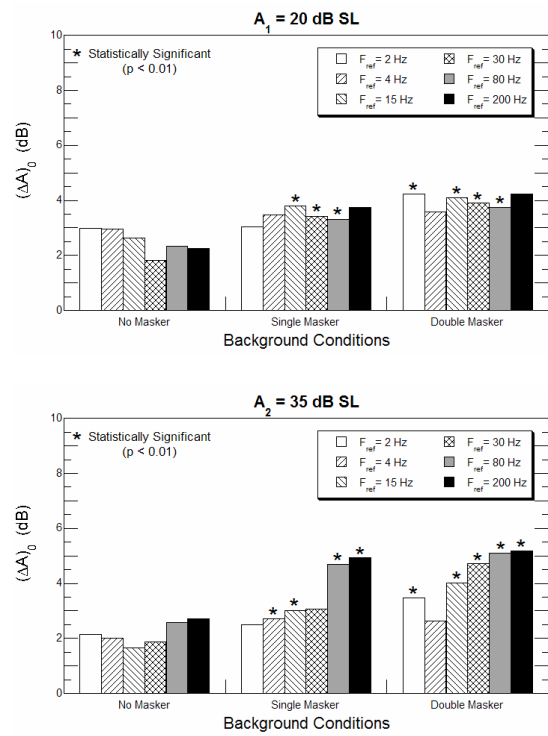 A1 = 20 dB SL
10
8
6
4
2
0
(ΔA)0 (dB)
* Statistically Significant
(p < 0.01)
Fref= 2 Hz
Fref= 30 Hz
Fref= 4 Hz
Fref= 80 Hz
Fref= 15 Hz
Fref= 200 Hz
* * * * * * *
No Masker
Single Masker
Double Masker
Background Conditions
A2 = 35 dB SL
10
8
6
4
2
0
(ΔA)0 (dB)
* Statistically Significant
(p < 0.01)
Fref= 2 Hz
Fref= 30 Hz
Fref= 4 Hz
Fref= 80 Hz
Fref= 15 Hz
Fref= 200 Hz
* * * * * * * * *
No Masker
Single Masker
Double Masker
Background Conditions